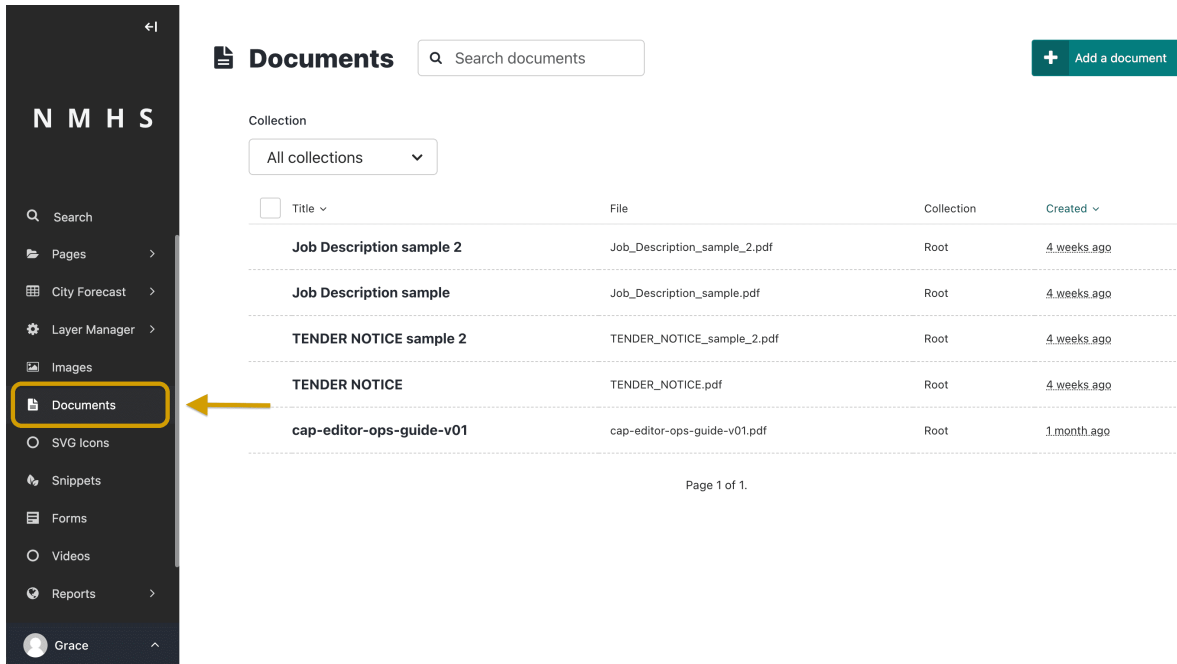 NMHS
Search
Pages
City Forecast
Layer Manager
Images
Documents
SVG Icons
Snippets
Forms
Videos
Reports
Grace
Documents
Search documents
Add a document
Collection
All collections
Title File Collection Created
Job Description sample 2 Job_Description_sample_2.pdf Root 4 weeks ago
Job Description sample Job_Description_sample.pdf Root 4 weeks ago
TENDER NOTICE sample 2 TENDER_NOTICE_sample_2.pdf Root 4 weeks ago
TENDER NOTICE TENDER_NOTICE.pdf Root 4 weeks ago
cap-editor-ops-guide-v01 cap-editor-ops-guide-v01.pdf Root 1 month ago
Page 1 of 1.